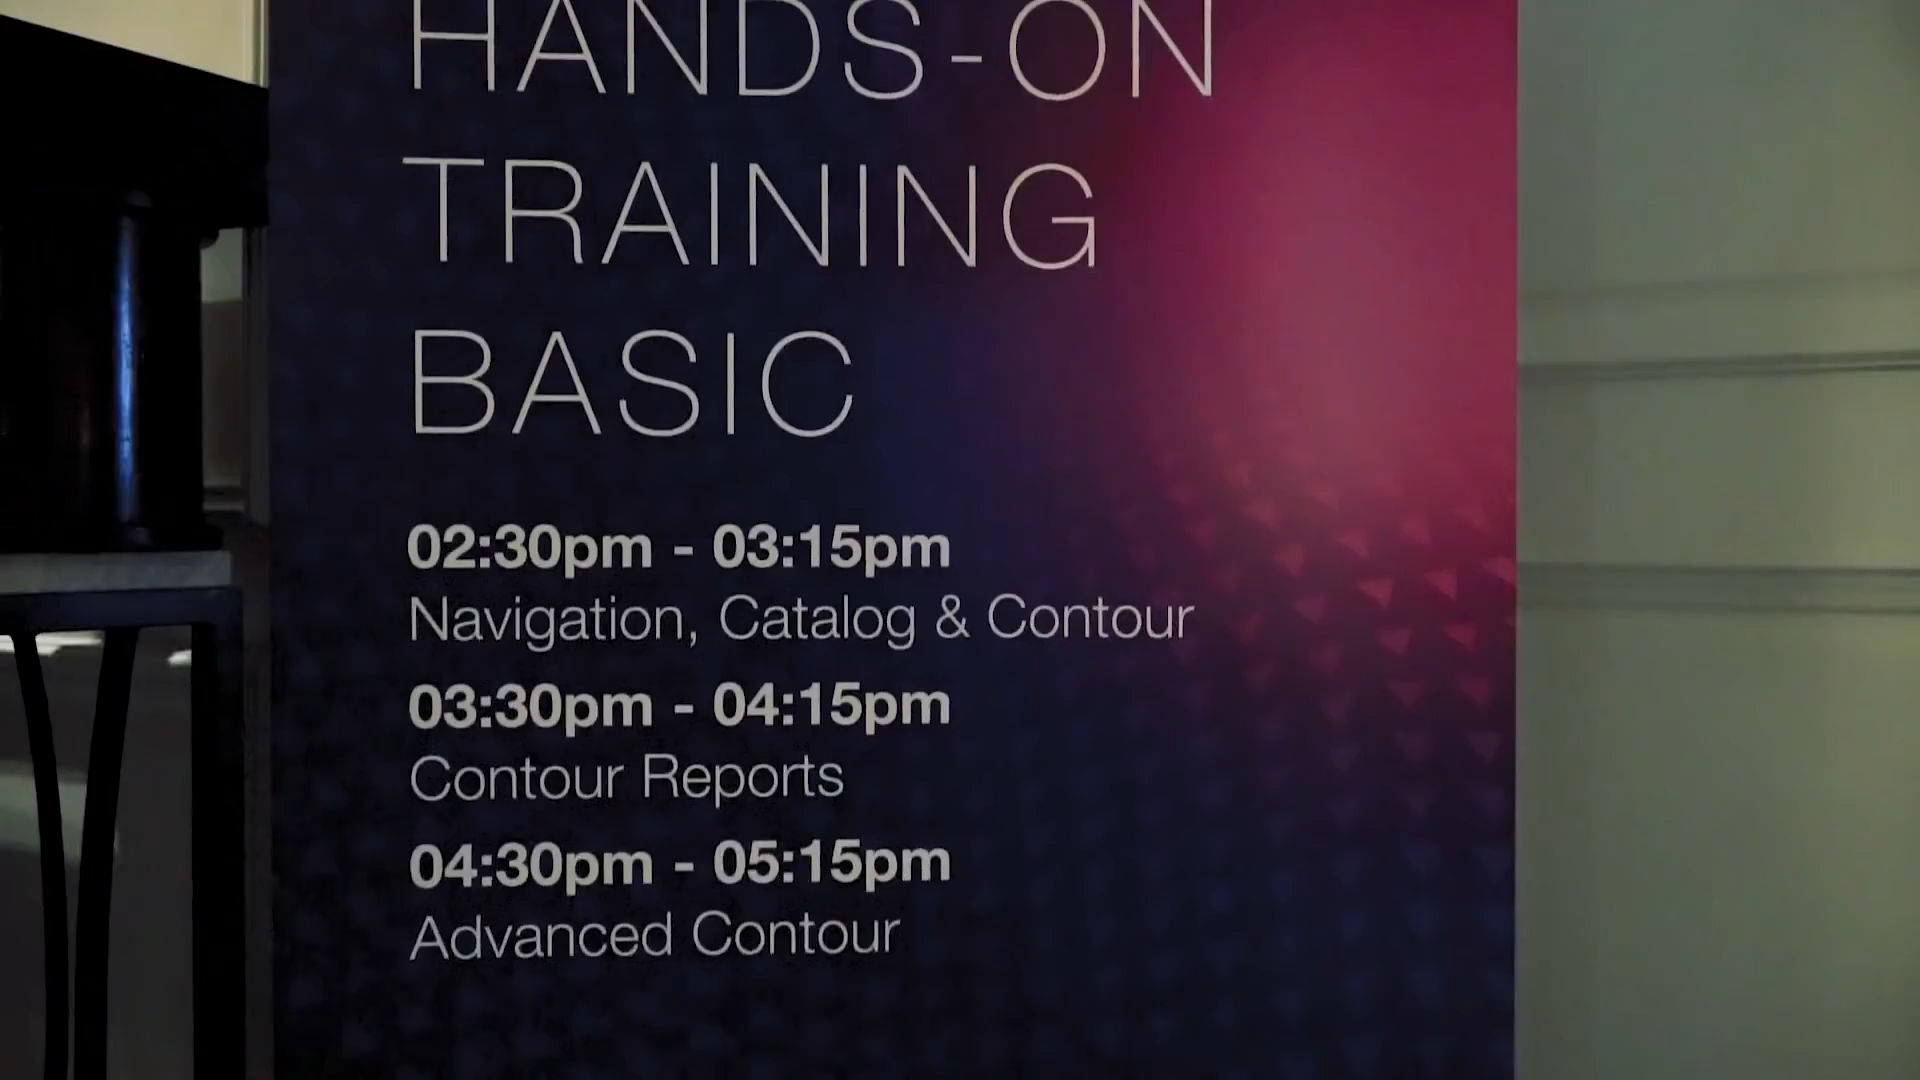 HANDS-ON
TRAINING
BASIC
02:30pm - 03:15pm
Navigation, Catalog & Contour
03:30pm - 04:15pm
Contour Reports
04:30pm - 05:15pm
Advanced Contour